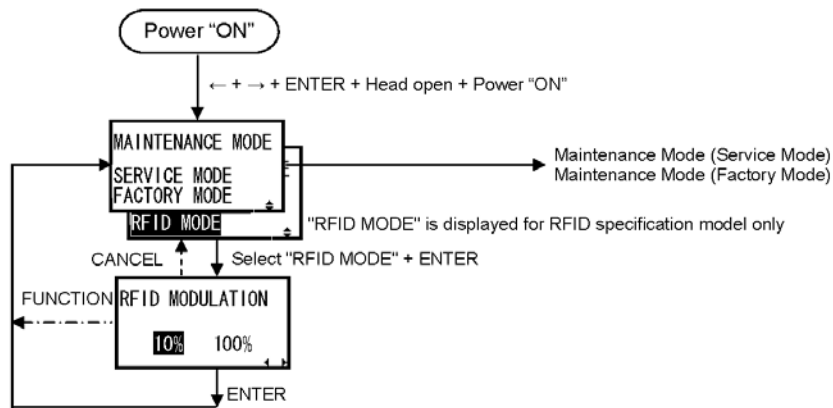 Power “ON”
← + → + ENTER + Head open + Power “ON”
MAINTENANCE MODE
SERVICE MODE
FACTORY MODE
Maintenance Mode (Service Mode)
Maintenance Mode (Factory Mode)
RFID MODE
"RFID MODE" is displayed for RFID specification model only
CANCEL
Select "RFID MODE" + ENTER
FUNCTION
RFID MODULATION
10% 100%
ENTER